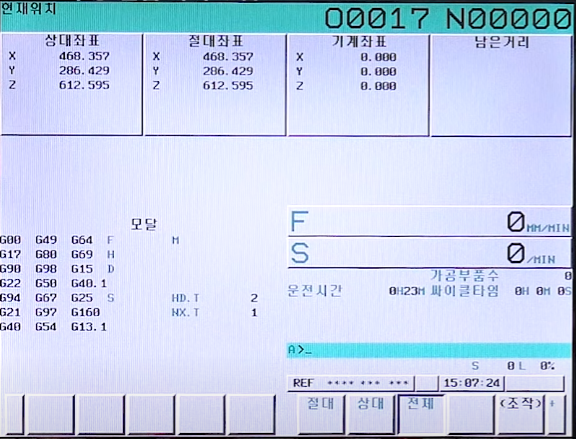 현재위치 O0017 N00000
상대좌표 절대좌표 기계좌표 남은거리
X 468.357 X 468.357 X 0.000
Y 286.429 Y 286.429 Y 0.000
Z 612.595 Z 612.595 Z 0.000
모달
F 0 MM/MIN
S 0 /MIN
G00 G49 G64 F M
G17 G80 G69 H
G90 G98 G15 D
G22 G50 G40.1
G94 G67 G25 S HD.T 2
G21 G97 G160 NX.T 1
G40 G54 G13.1
가공부품수 0
운전시간 0H23M 싸이클타임 0H 0M 0S
A>_
S 0 L 0%
REF **** *** *** 15:07:24
절대 상대 전체 (조작) +